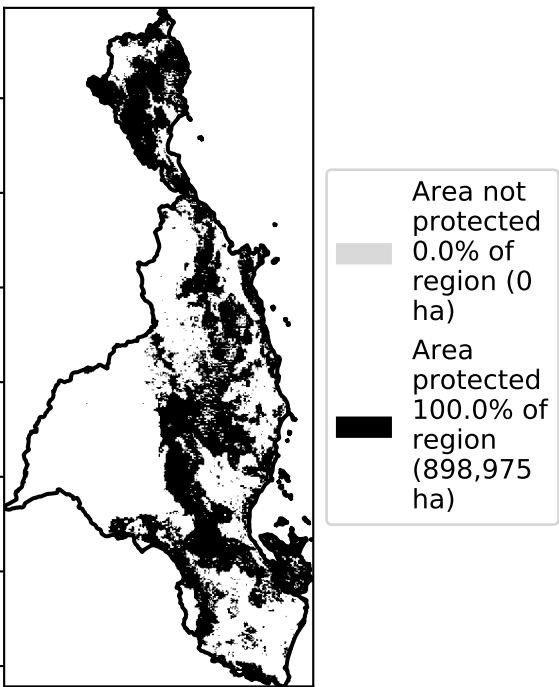 Area not
protected
0.0% of
region (0
ha)
Area
protected
100.0% of
region
(898,975
ha)